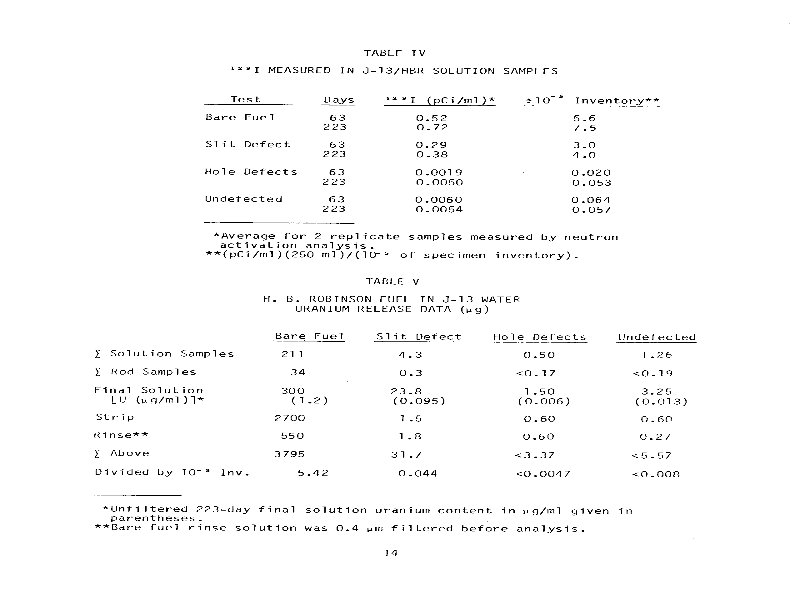 TABLE IV
I MEASURED IN J-13/HBR SOLUTION SAMPLES
Test Days I (pCi/ml)* Inventory**
Bare Fuel 63 0.52 5.6
223 0.72 7.5
Slit Defect 63 0.29 3.0
223 0.38 4.0
Hole Defects 63 0.0019 0.020
223 0.0050 0.053
Undefected 63 0.0060 0.064
223 0.0054 0.057
*Average for 2 replicate samples measured by neutron
activation analysis.
**(pCi/ml)(250 ml)/(10 of specimen inventory).
TABLE V
H. B. ROBINSON FUEL IN J-13 WATER
URANIUM RELEASE DATA (µg)
Bare Fuel Slit Defect Hole Defects Undefected
Σ Solution Samples 211 4.3 0.50 1.26
Σ Rod Samples 34 0.3 <0.17 <0.19
Final Solution 300 23.8 1.50 3.25
[U (µg/ml)]* (1.2) (0.095) (0.006) (0.013)
Strip 2700 1.5 0.60 0.60
Rinse** 550 1.8 0.60 0.27
Σ Above 3795 31.7 <3.37 <5.57
Divided by 10 Inv. 5.42 0.044 <0.0047 <0.008
*Unfiltered 223-day final solution uranium content in µg/ml given in
parentheses.
**Bare fuel rinse solution was 0.4 µm filtered before analysis.
14